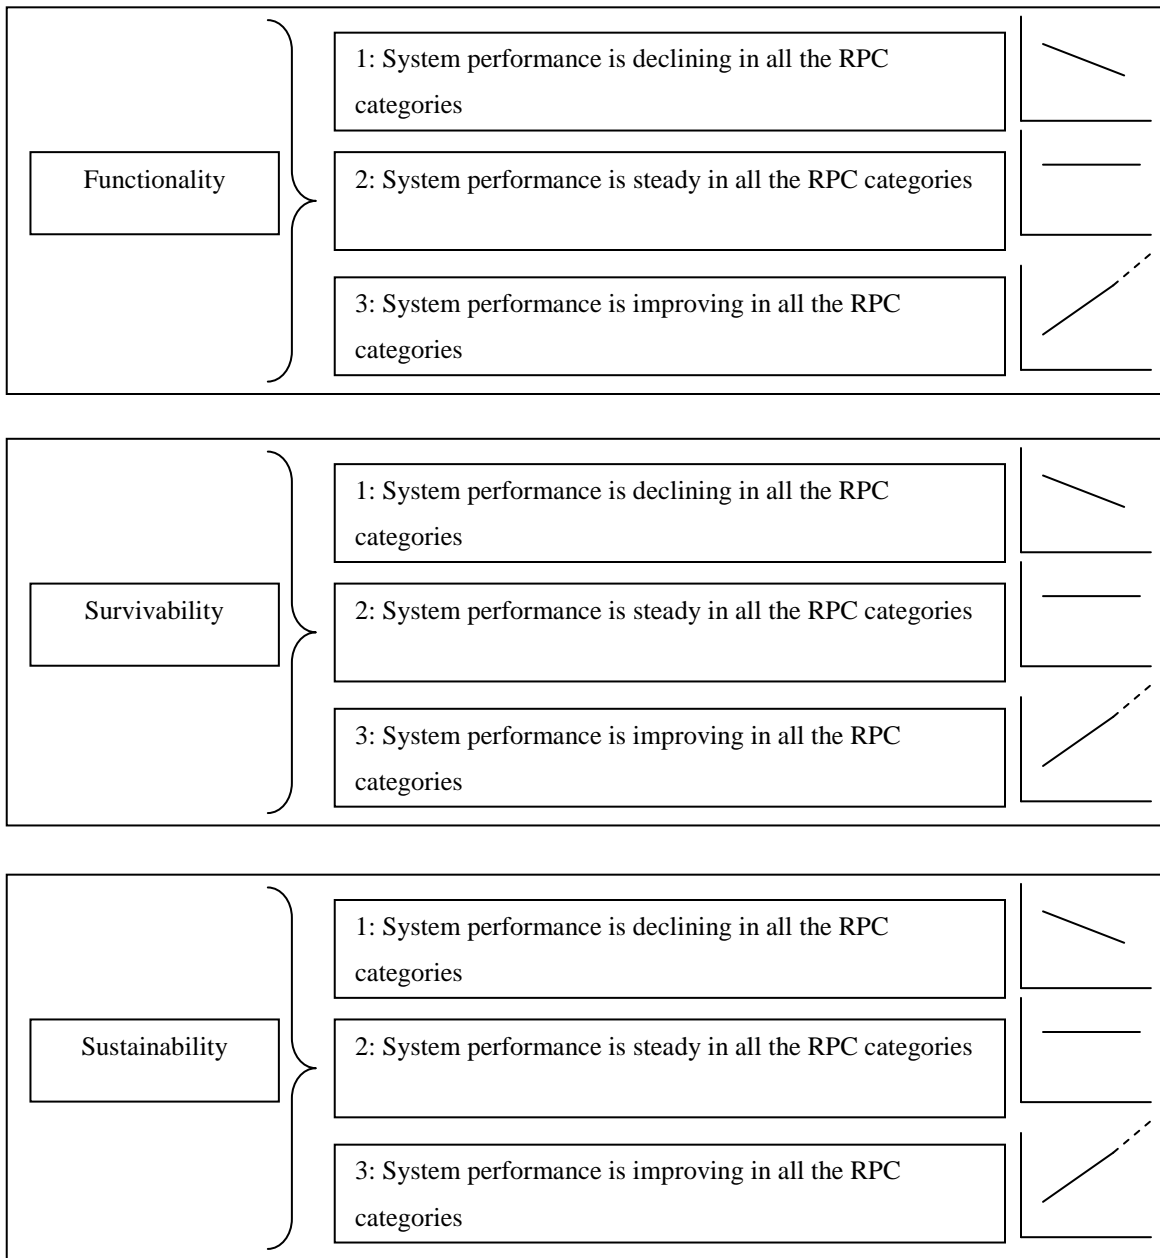 1: System performance is declining in all the RPC
categories
Functionality
2: System performance is steady in all the RPC categories
3: System performance is improving in all the RPC
categories
1: System performance is declining in all the RPC
categories
Survivability
2: System performance is steady in all the RPC categories
3: System performance is improving in all the RPC
categories
1: System performance is declining in all the RPC
categories
Sustainability
2: System performance is steady in all the RPC categories
3: System performance is improving in all the RPC
categories